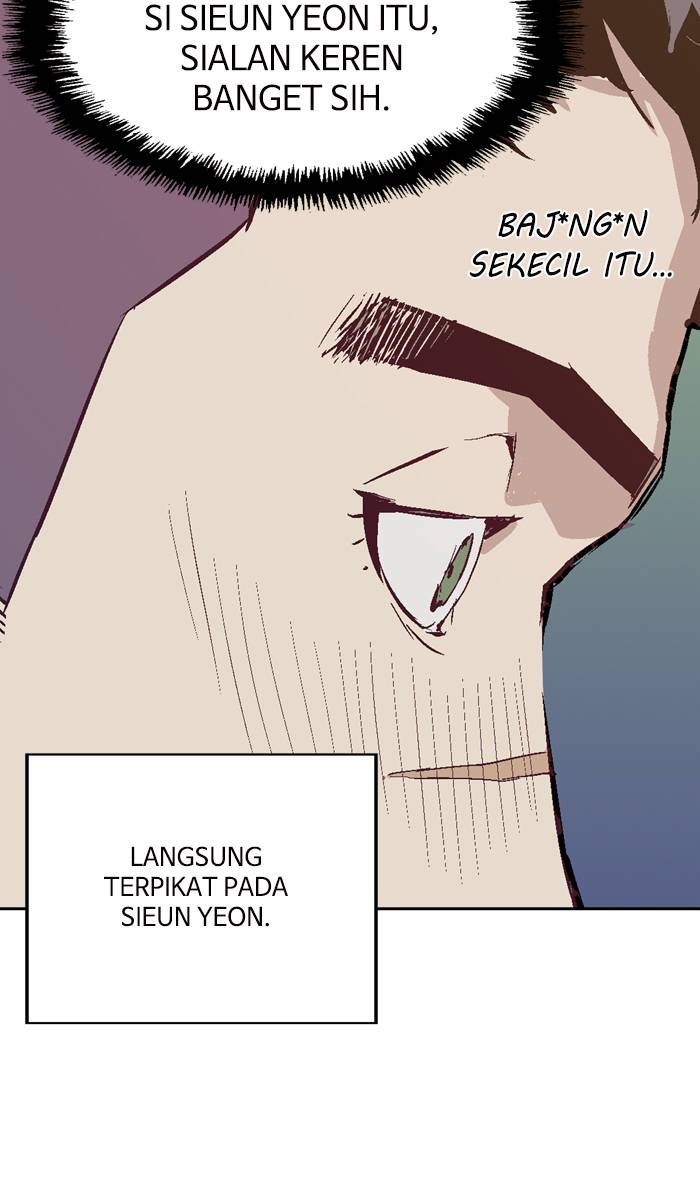 SI SIEUN YEON ITU,
SIALAN KEREN
BANGET SIH.
BAJ*NG*N
SEKECIL ITU...
LANGSUNG
TERPIKAT PADA
SIEUN YEON.